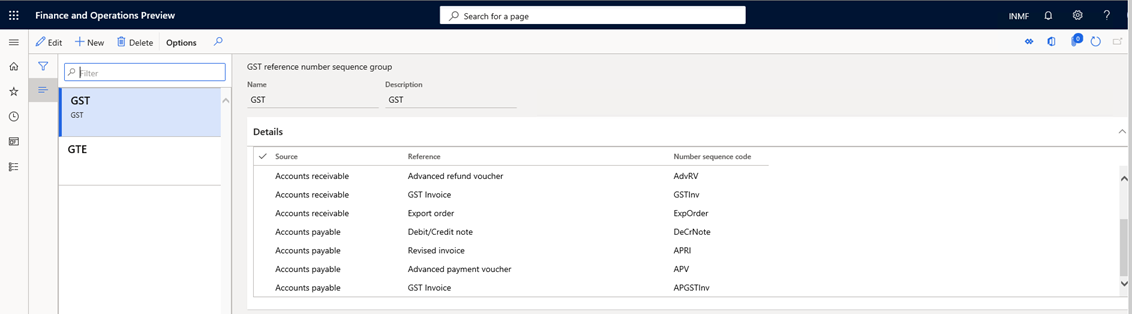 Finance and Operations Preview
Search for a page
INMF
?
Edit
New
Delete
Options
0
Filter
GST
GST
GTE
GST reference number sequence group
Name Description
GST GST
Details
Source Reference Number sequence code
Accounts receivable Advanced refund voucher AdvRV
Accounts receivable GST Invoice GSTInv
Accounts receivable Export order ExpOrder
Accounts payable Debit/Credit note DeCrNote
Accounts payable Revised invoice APRI
Accounts payable Advanced payment voucher APV
Accounts payable GST Invoice APGSTInv